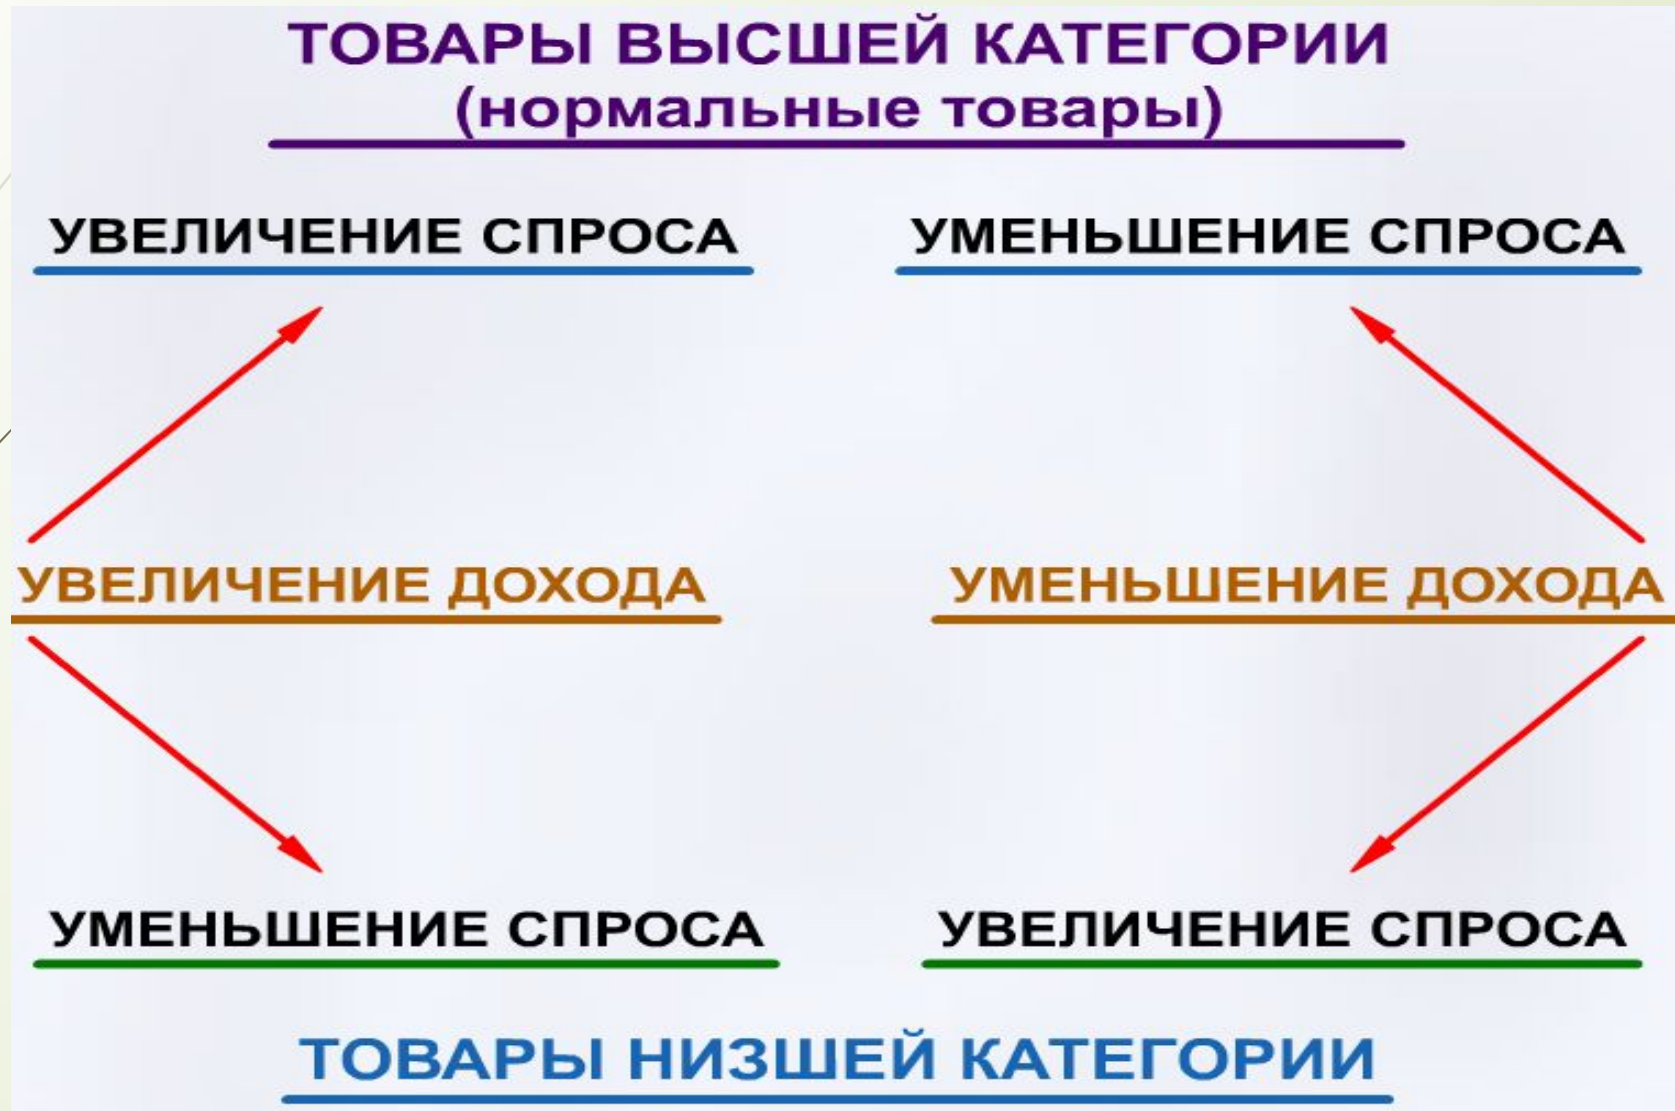 ТОВАРЫ ВЫСШЕЙ КАТЕГОРИИ
(нормальные товары)
УВЕЛИЧЕНИЕ СПРОСА
УМЕНЬШЕНИЕ СПРОСА
УВЕЛИЧЕНИЕ ДОХОДА
УМЕНЬШЕНИЕ ДОХОДА
УМЕНЬШЕНИЕ СПРОСА
УВЕЛИЧЕНИЕ СПРОСА
ТОВАРЫ НИЗШЕЙ КАТЕГОРИИ